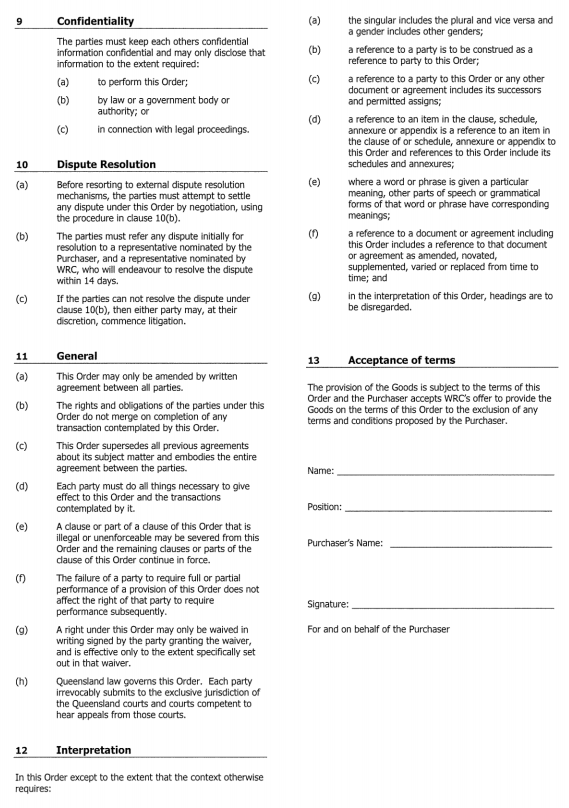 9 Confidentiality
The parties must keep each others confidential
information confidential and may only disclose that
information to the extent required:
(a) to perform this Order;
(b) by law or a government body or
authority; or
(c) in connection with legal proceedings.
10 Dispute Resolution
(a) Before resorting to external dispute resolution
mechanisms, the parties must attempt to settle
any dispute under this Order by negotiation, using
the procedure in clause 10(b).
(b) The parties must refer any dispute initially for
resolution to a representative nominated by the
Purchaser, and a representative nominated by
WRC, who will endeavour to resolve the dispute
within 14 days.
(c) If the parties can not resolve the dispute under
clause 10(b), then either party may, at their
discretion, commence litigation.
11 General
(a) This Order may only be amended by written
agreement between all parties.
(b) The rights and obligations of the parties under this
Order do not merge on completion of any
transaction contemplated by this Order.
(c) This Order supersedes all previous agreements
about its subject matter and embodies the entire
agreement between the parties.
(d) Each party must do all things necessary to give
effect to this Order and the transactions
contemplated by it.
(e) A clause or part of a clause of this Order that is
illegal or unenforceable may be severed from this
Order and the remaining clauses or parts of the
clause of this Order continue in force.
(f) The failure of a party to require full or partial
performance of a provision of this Order does not
affect the right of that party to require
performance subsequently.
(g) A right under this Order may only be waived in
writing signed by the party granting the waiver,
and is effective only to the extent specifically set
out in that waiver.
(h) Queensland law governs this Order. Each party
irrevocably submits to the exclusive jurisdiction of
the Queensland courts and courts competent to
hear appeals from those courts.
12 Interpretation
In this Order except to the extent that the context otherwise
requires:
(a) the singular includes the plural and vice versa and
a gender includes other genders;
(b) a reference to a party is to be construed as a
reference to party to this Order;
(c) a reference to a party to this Order or any other
document or agreement includes its successors
and permitted assigns;
(d) a reference to an item in the clause, schedule,
annexure or appendix is a reference to an item in
the clause of or schedule, annexure or appendix to
this Order and references to this Order include its
schedules and annexures;
(e) where a word or phrase is given a particular
meaning, other parts of speech or grammatical
forms of that word or phrase have corresponding
meanings;
(f) a reference to a document or agreement including
this Order includes a reference to that document
or agreement as amended, novated,
supplemented, varied or replaced from time to
time; and
(g) in the interpretation of this Order, headings are to
be disregarded.
13 Acceptance of terms
The provision of the Goods is subject to the terms of this
Order and the Purchaser accepts WRC's offer to provide the
Goods on the terms of this Order to the exclusion of any
terms and conditions proposed by the Purchaser.
Name:
Position:
Purchaser's Name:
Signature:
For and on behalf of the Purchaser